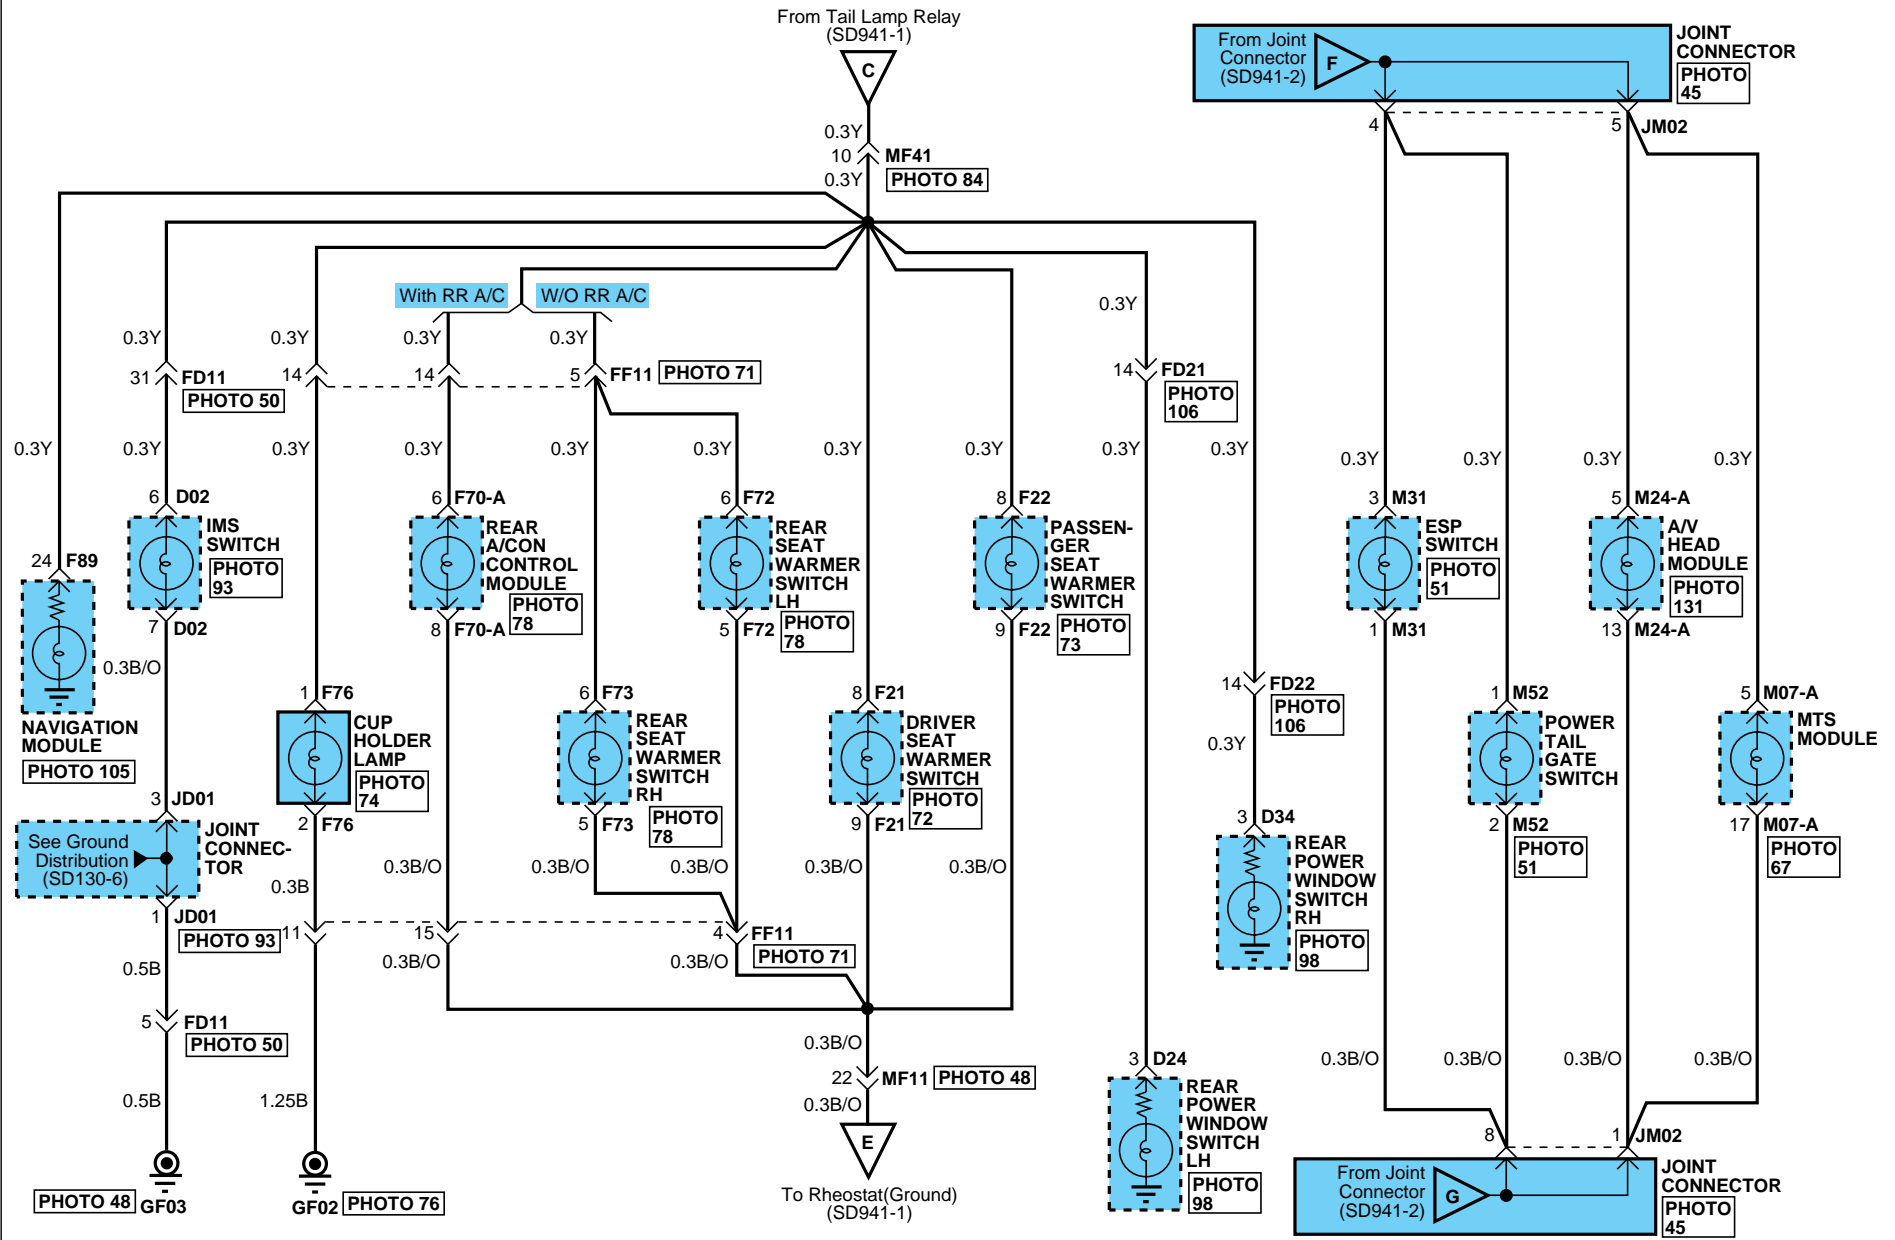 From Tail Lamp Relay
(SD941-1)
C
0.3Y
10 MF41
0.3Y PHOTO 84
From Joint
Connector
(SD941-2)
F
JOINT
CONNECTOR
PHOTO
45
4
5 JM02
With RR A/C
W/O RR A/C
0.3Y
0.3Y
0.3Y
0.3Y
0.3Y
31 FD11
PHOTO 50
14
14
5 FF11
PHOTO 71
14 FD21
PHOTO
106
0.3Y
0.3Y
0.3Y
0.3Y
0.3Y
0.3Y
0.3Y
0.3Y
0.3Y
0.3Y
0.3Y
0.3Y
0.3Y
0.3Y
6 D02
IMS
SWITCH
PHOTO
93
7 D02
0.3B/O
24 F89
NAVIGATION
MODULE
PHOTO 105
6 F70-A
REAR
A/CON
CONTROL
MODULE
PHOTO
78
8 F70-A
6 F72
REAR
SEAT
WARMER
SWITCH
LH
PHOTO
78
5 F72
8 F22
PASSEN-
GER
SEAT
WARMER
SWITCH
PHOTO
73
9 F22
3 M31
ESP
SWITCH
PHOTO
51
1 M31
5 M24-A
A/V
HEAD
MODULE
PHOTO
131
13 M24-A
1 F76
CUP
HOLDER
LAMP
PHOTO
74
2 F76
6 F73
REAR
SEAT
WARMER
SWITCH
RH
PHOTO
78
5 F73
8 F21
DRIVER
SEAT
WARMER
SWITCH
PHOTO
72
9 F21
14 FD22
PHOTO
106
0.3Y
1 M52
POWER
TAIL
GATE
SWITCH
2 M52
PHOTO
51
5 M07-A
MTS
MODULE
17 M07-A
PHOTO
67
3 JD01
See Ground
Distribution
(SD130-6)
JOINT
CONNEC-
TOR
1 JD01
PHOTO 93
0.3B
0.3B/O
0.3B/O
0.3B/O
0.3B/O
0.3B/O
3 D34
REAR
POWER
WINDOW
SWITCH
RH
PHOTO
98
11
15
4 FF11
PHOTO 71
0.5B
0.3B/O
0.3B/O
5 FD11
PHOTO 50
0.3B/O
22 MF11 PHOTO 48
0.3B/O
0.3B/O
0.3B/O
0.3B/O
0.3B/O
0.5B
1.25B
E
3 D24
REAR
POWER
WINDOW
SWITCH
LH
PHOTO
98
8
1 JM02
From Joint
Connector
(SD941-2)
G
JOINT
CONNECTOR
PHOTO
45
PHOTO 48 GF03
GF02 PHOTO 76
To Rheostat(Ground)
(SD941-1)